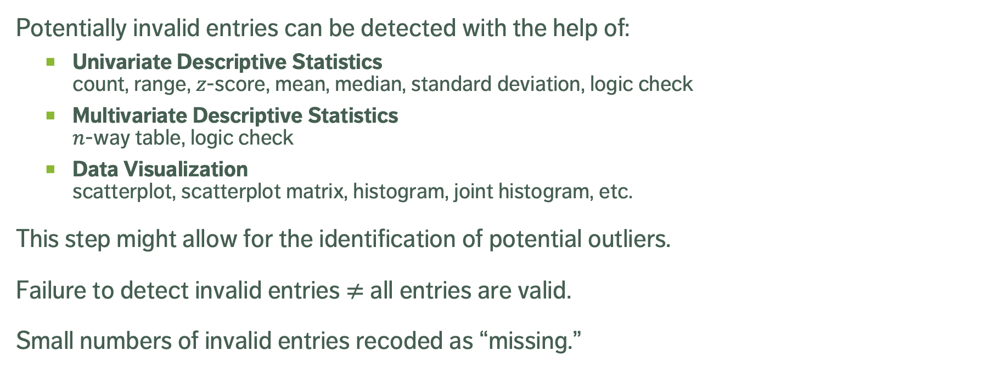 Potentially invalid entries can be detected with the help of:
Univariate Descriptive Statistics
count, range, z-score, mean, median, standard deviation, logic check
Multivariate Descriptive Statistics
n-way table, logic check
Data Visualization
scatterplot, scatterplot matrix, histogram, joint histogram, etc.
This step might allow for the identification of potential outliers.
Failure to detect invalid entries ≠ all entries are valid.
Small numbers of invalid entries recoded as “missing.”